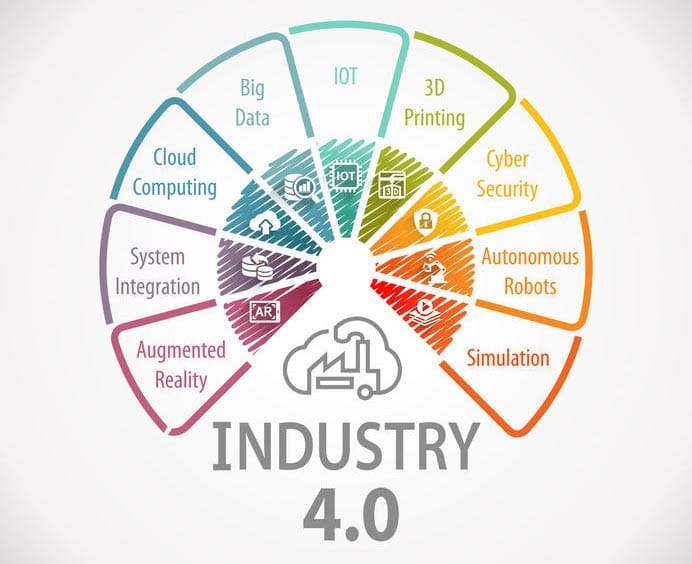 Augmented
Reality
System
Integration
Cloud
Computing
Big
Data
IOT
3D
Printing
Cyber
Security
Autonomous
Robots
Simulation
AR
IOT
3D
INDUSTRY
4.0